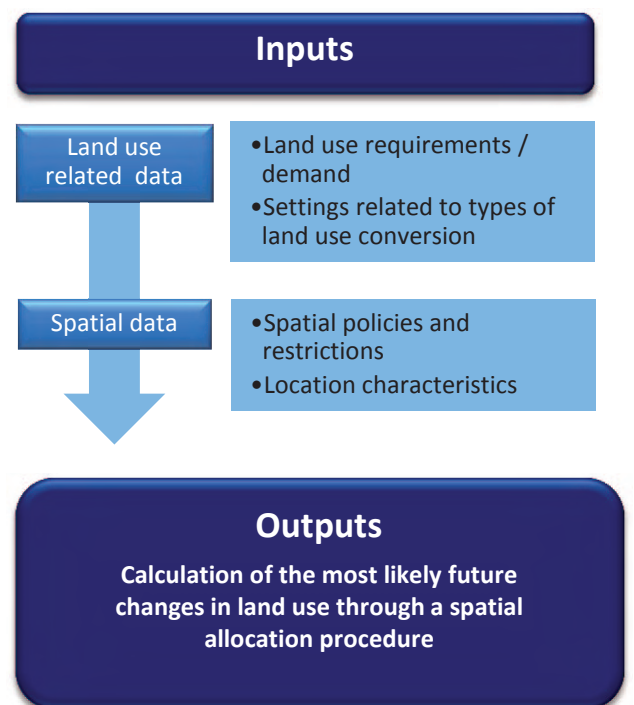 Inputs
Land use
related data
•Land use requirements /
demand
•Settings related to types of
land use conversion
Spatial data
•Spatial policies and
restrictions
•Location characteristics
Outputs
Calculation of the most likely future
changes in land use through a spatial
allocation procedure